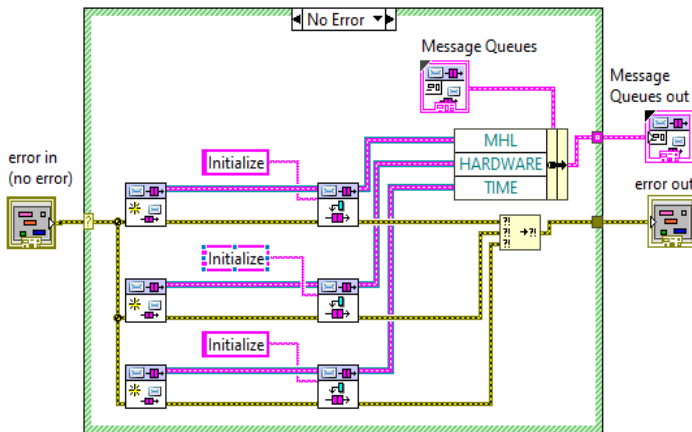 No Error
Message Queues
Message
Queues out
MHL
HARDWARE
TIME
Initialize
error in
(no error)
error out
Initialize
Initialize